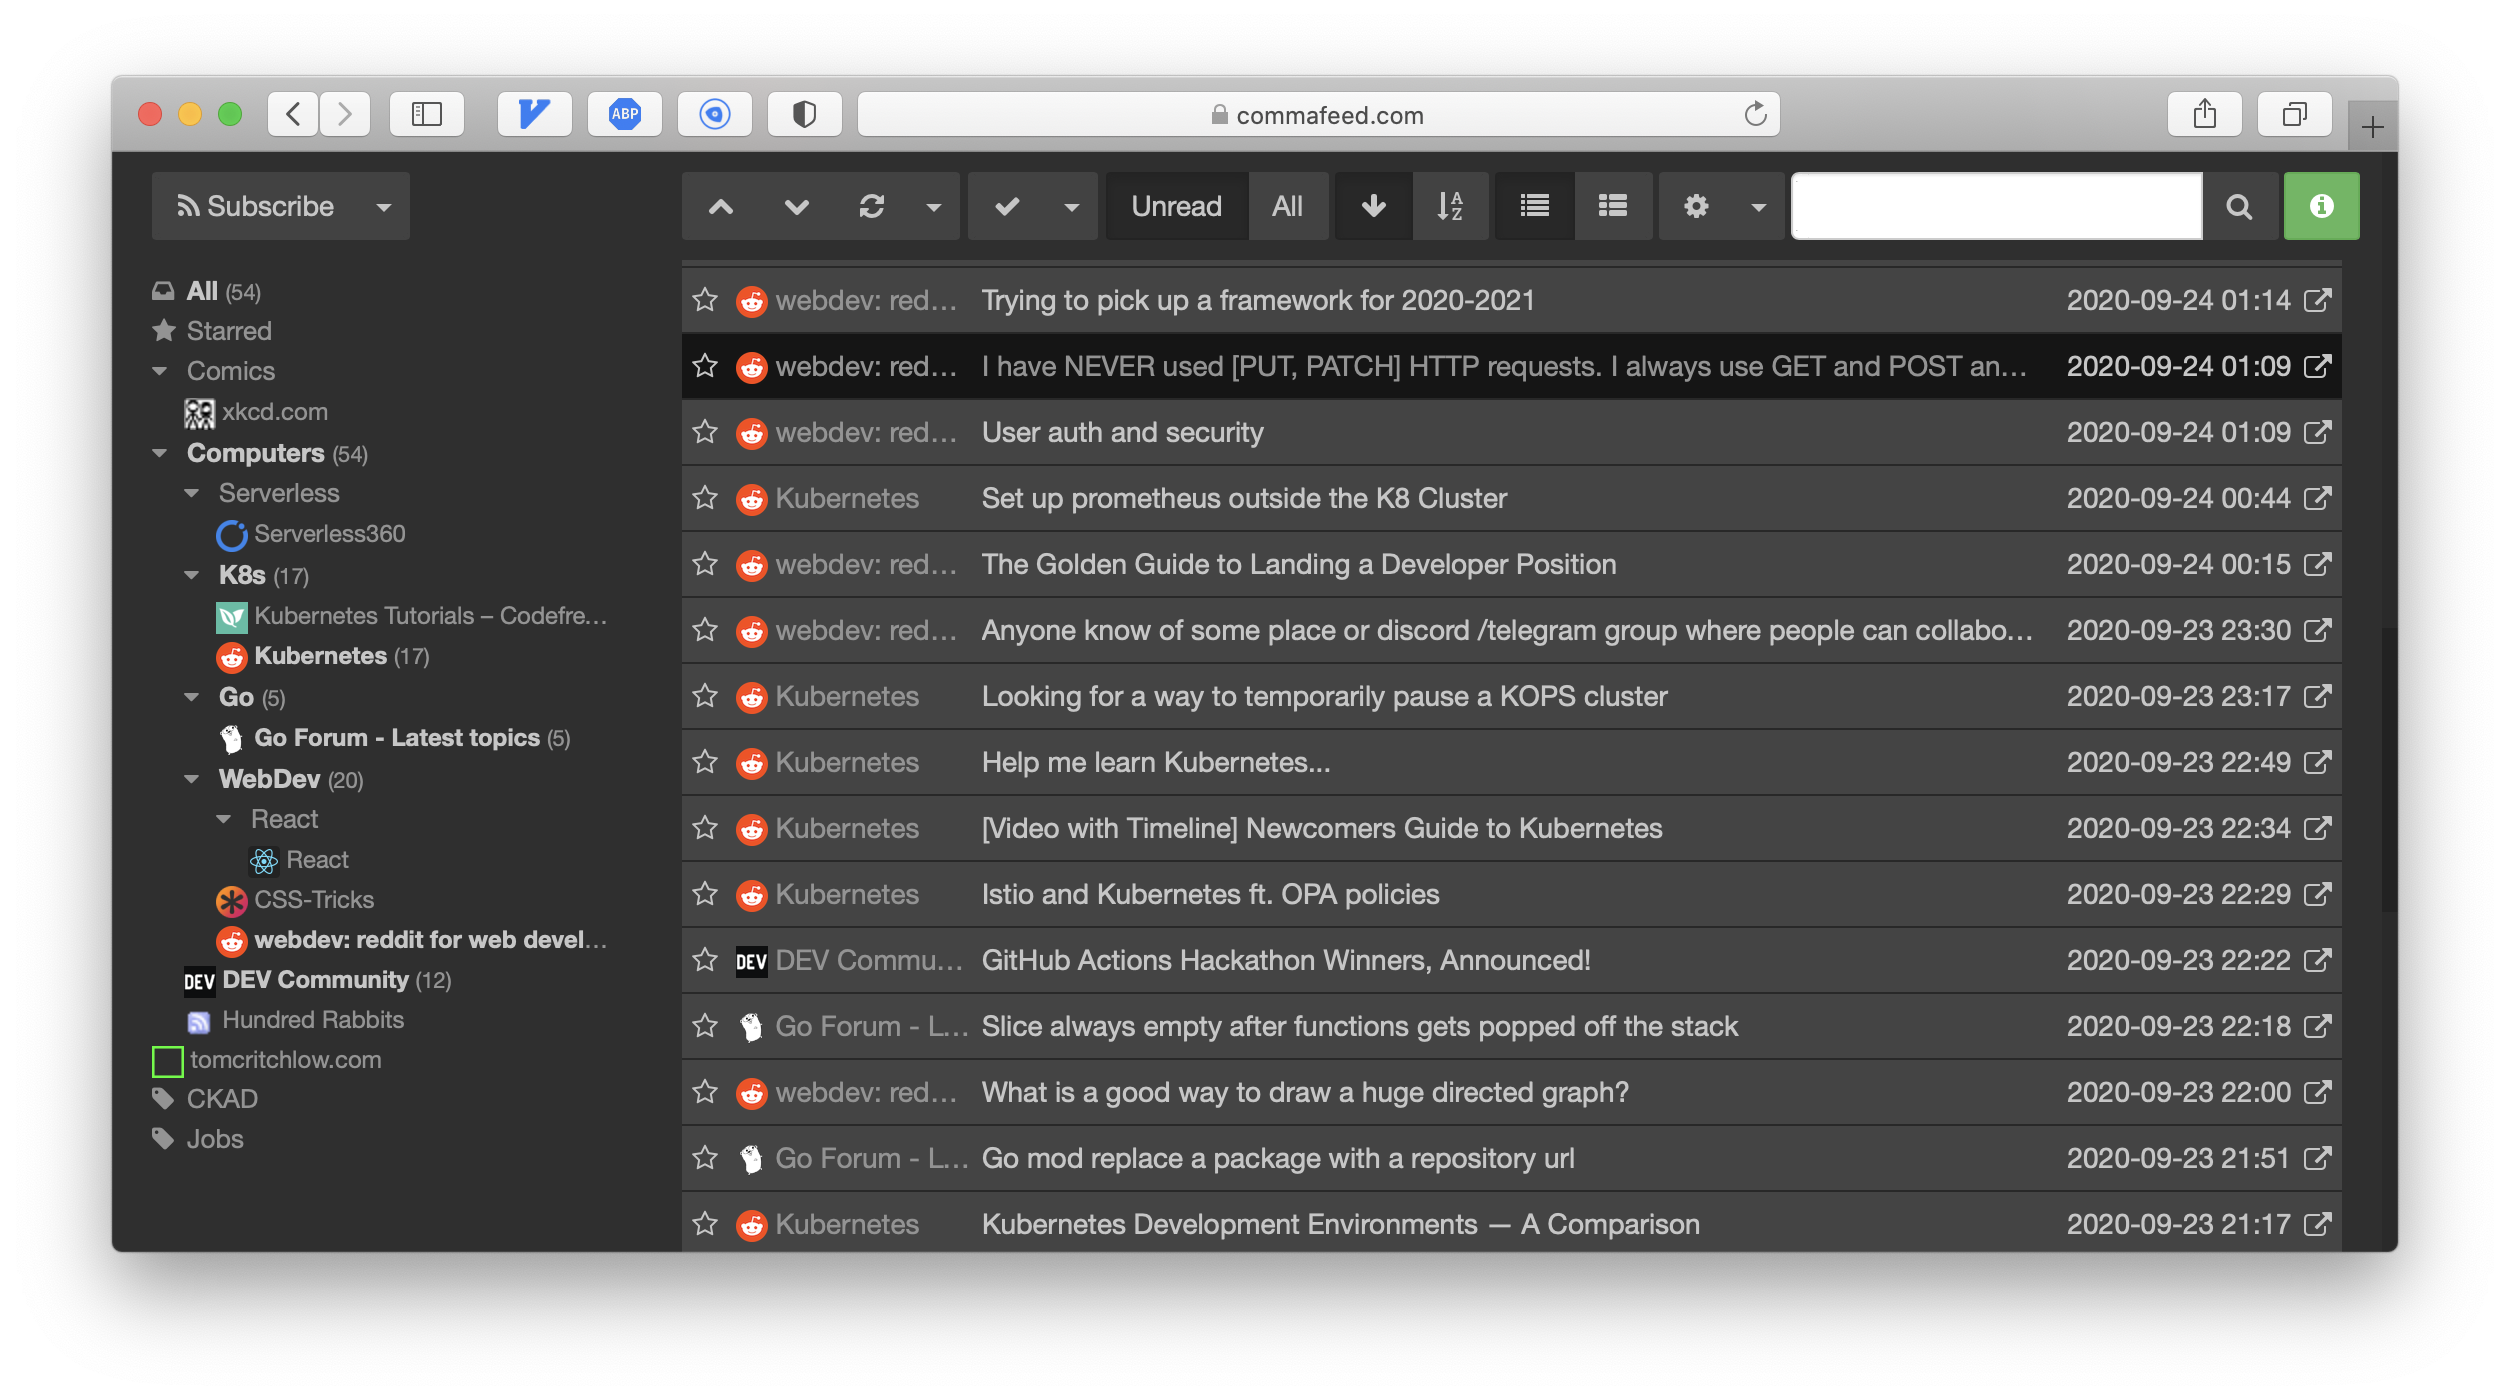 ABP
commafeed.com
Subscribe
Unread
All
A
Z
All (54)
Starred
Comics
xkcd.com
Computers (54)
Serverless
Serverless360
K8s (17)
Kubernetes Tutorials – Codefre...
Kubernetes (17)
Go (5)
Go Forum - Latest topics (5)
WebDev (20)
React
React
CSS-Tricks
webdev: reddit for web devel...
DEV DEV Community (12)
Hundred Rabbits
tomcritchlow.com
CKAD
Jobs
webdev: red... Trying to pick up a framework for 2020-2021 2020-09-24 01:14
webdev: red... I have NEVER used [PUT, PATCH] HTTP requests. I always use GET and POST an... 2020-09-24 01:09
webdev: red... User auth and security 2020-09-24 01:09
Kubernetes Set up prometheus outside the K8 Cluster 2020-09-24 00:44
webdev: red... The Golden Guide to Landing a Developer Position 2020-09-24 00:15
webdev: red... Anyone know of some place or discord /telegram group where people can collabo... 2020-09-23 23:30
Kubernetes Looking for a way to temporarily pause a KOPS cluster 2020-09-23 23:17
Kubernetes Help me learn Kubernetes... 2020-09-23 22:49
Kubernetes [Video with Timeline] Newcomers Guide to Kubernetes 2020-09-23 22:34
Kubernetes Istio and Kubernetes ft. OPA policies 2020-09-23 22:29
DEV DEV Commu... GitHub Actions Hackathon Winners, Announced! 2020-09-23 22:22
Go Forum - L... Slice always empty after functions gets popped off the stack 2020-09-23 22:18
webdev: red... What is a good way to draw a huge directed graph? 2020-09-23 22:00
Go Forum - L... Go mod replace a package with a repository url 2020-09-23 21:51
Kubernetes Kubernetes Development Environments — A Comparison 2020-09-23 21:17